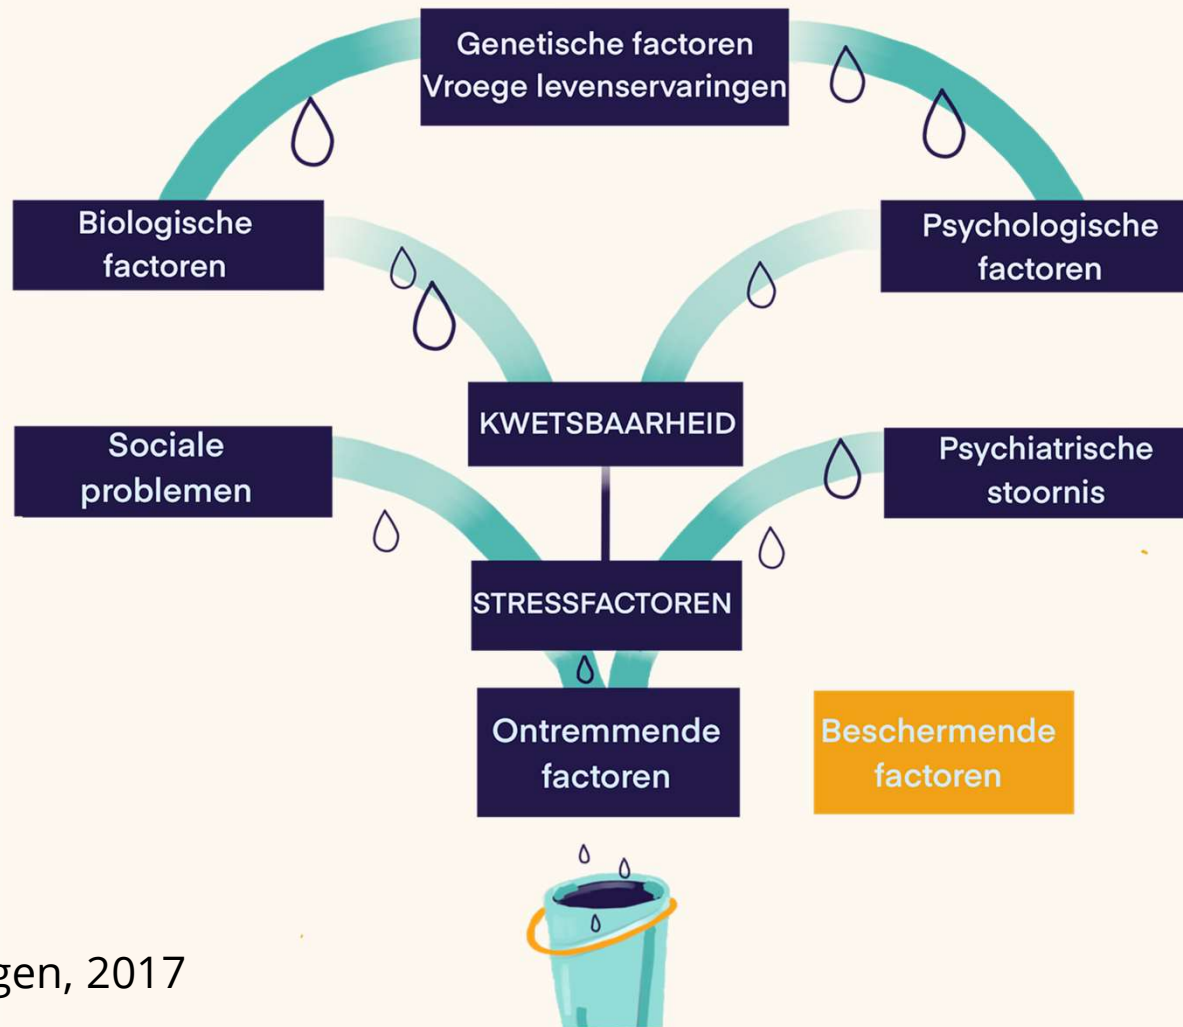 Genetische factoren
Vroege levenservaringen
Biologische
factoren
Psychologische
factoren
KWETSBAARHEID
Sociale
problemen
Psychiatrische
stoornis
STRESSFACTOREN
Ontremmende
factoren
Beschermende
factoren
gen, 2017